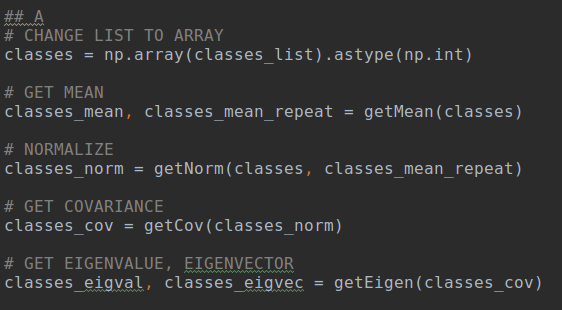 ## A
# CHANGE LIST TO ARRAY
classes = np.array(classes_list).astype(np.int)
# GET MEAN
classes_mean, classes_mean_repeat = getMean(classes)
# NORMALIZE
classes_norm = getNorm(classes, classes_mean_repeat)
# GET COVARIANCE
classes_cov = getCov(classes_norm)
# GET EIGENVALUE, EIGENVECTOR
classes_eigval, classes_eigvec = getEigen(classes_cov)